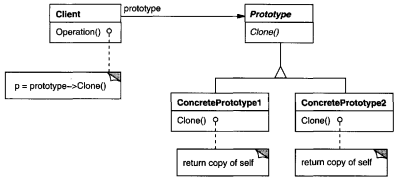 Client
prototype
Prototype
Operation()
Clone()
p = prototype->Clone()
ConcretePrototype1
ConcretePrototype2
Clone()
Clone()
return copy of self
return copy of self